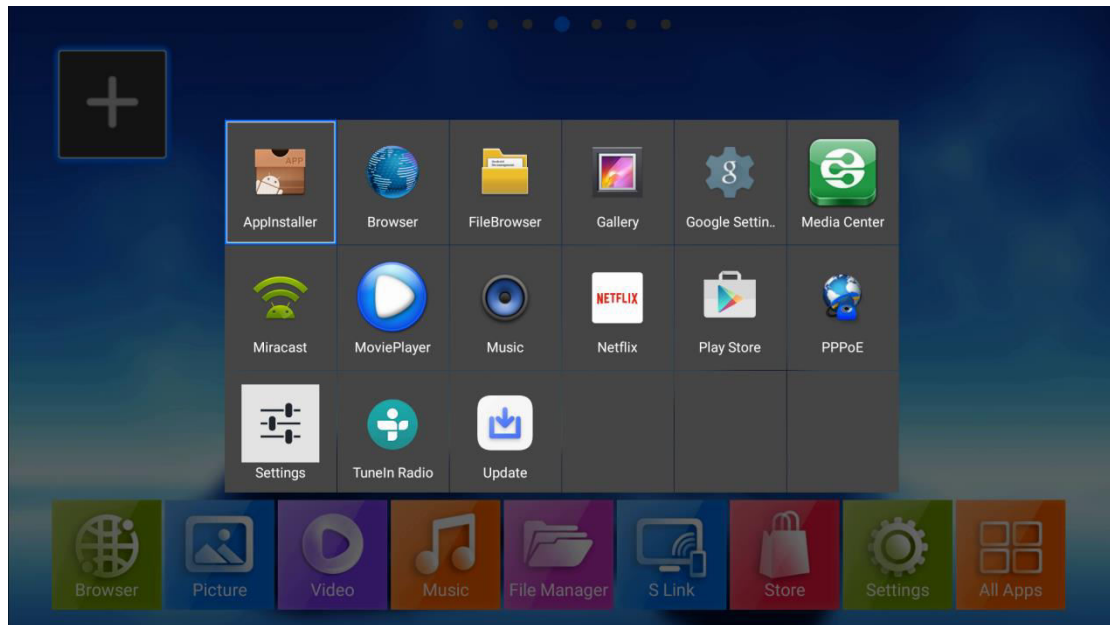 APP
AppInstaller
Browser
FileBrowser
Gallery
g
Google Settin..
Media Center
Miracast
MoviePlayer
Music
NETFLIX
Netflix
Play Store
PPPoE
Settings
TuneIn Radio
Update
Browser
Picture
Video
Music
File Manager
S Link
Store
Settings
All Apps